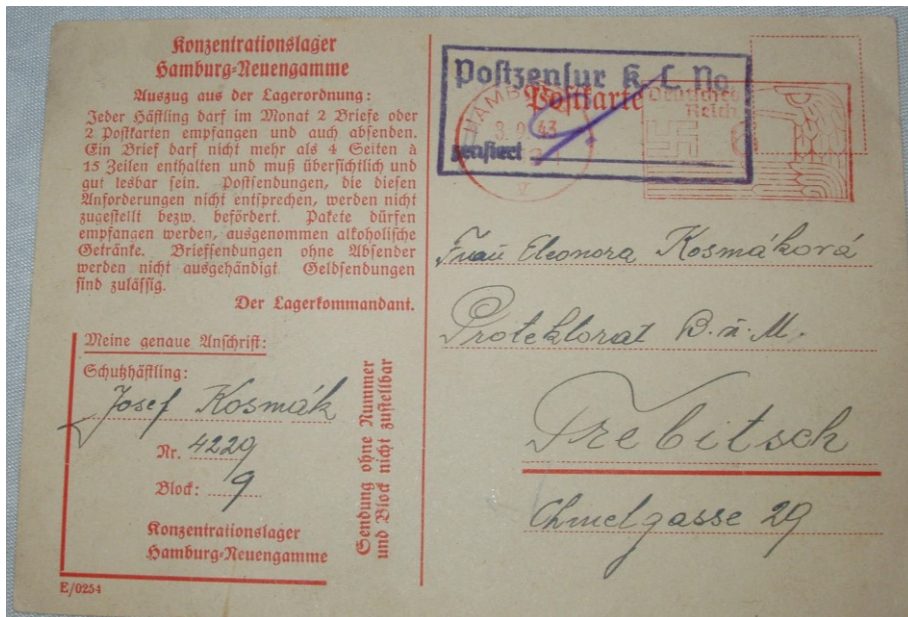 Konzentrationslager
Hamburg-Neuengamme
Auszug aus der Lagerordnung:
Jeder Häftling darf im Monat 2 Briefe oder
2 Postkarten empfangen und auch absenden.
Ein Brief darf nicht mehr als 4 Seiten à
15 Zeilen enthalten und muß übersichtlich und
gut lesbar sein. Postsendungen, die diesen
Anforderungen nicht entsprechen, werden nicht
zugestellt bezw. befördert. Pakete dürfen
empfangen werden, ausgenommen alkoholische
Getränke. Briefsendungen ohne Absender
werden nicht ausgehändigt. Geldsendungen
sind zulässig.
Der Lagerkommandant.
Meine genaue Anschrift:
Schutzhäftling:
Josef Kosmák
Nr. 4229
Block: 9
Konzentrationslager
Hamburg-Neuengamme
Sendung ohne Nummer
und Block nicht zustellbar
E/0254
Postzensur K. L. Na
Postkarte
zensiert
Deutsches
Reich
Frau Eleonora Kosmáková
Protektorat B. u. M.
Trebitsch
Chmelgasse 29